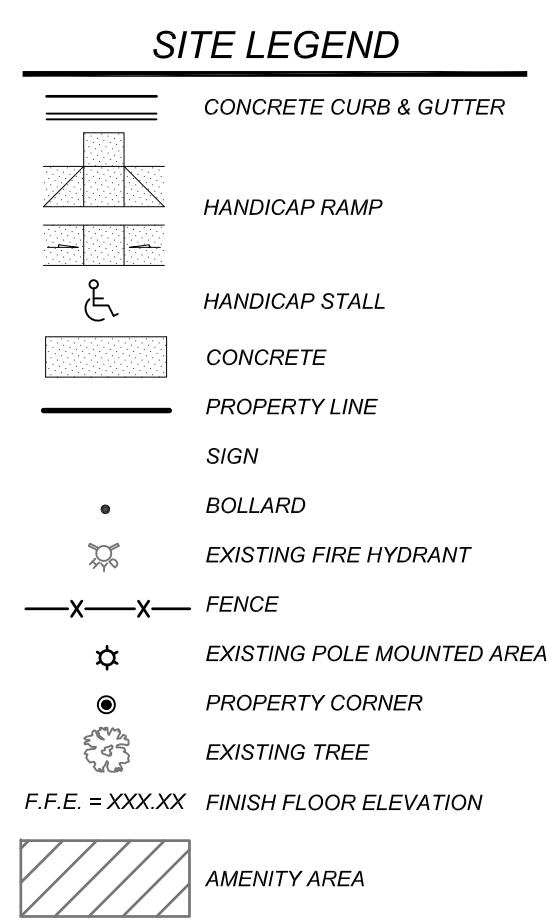 SITE LEGEND
CONCRETE CURB & GUTTER
HANDICAP RAMP
HANDICAP STALL
CONCRETE
PROPERTY LINE
SIGN
BOLLARD
EXISTING FIRE HYDRANT
X X FENCE
EXISTING POLE MOUNTED AREA
PROPERTY CORNER
EXISTING TREE
F.F.E. = XXX.XX FINISH FLOOR ELEVATION
AMENITY AREA